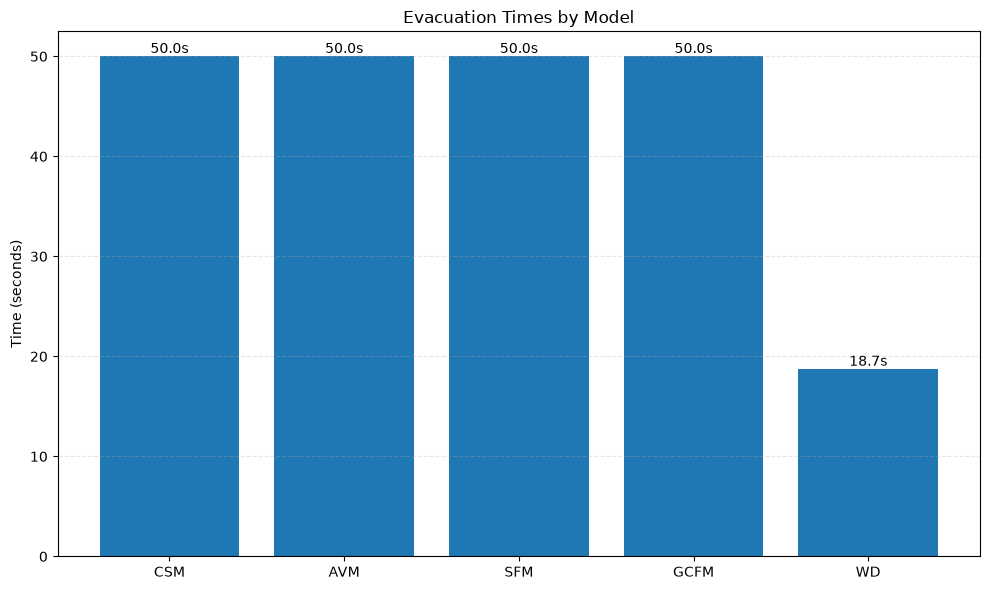 Evacuation Times by Model
Time (seconds)
50
40
30
20
10
0
50.0s
50.0s
50.0s
50.0s
18.7s
CSM
AVM
SFM
GCFM
WD